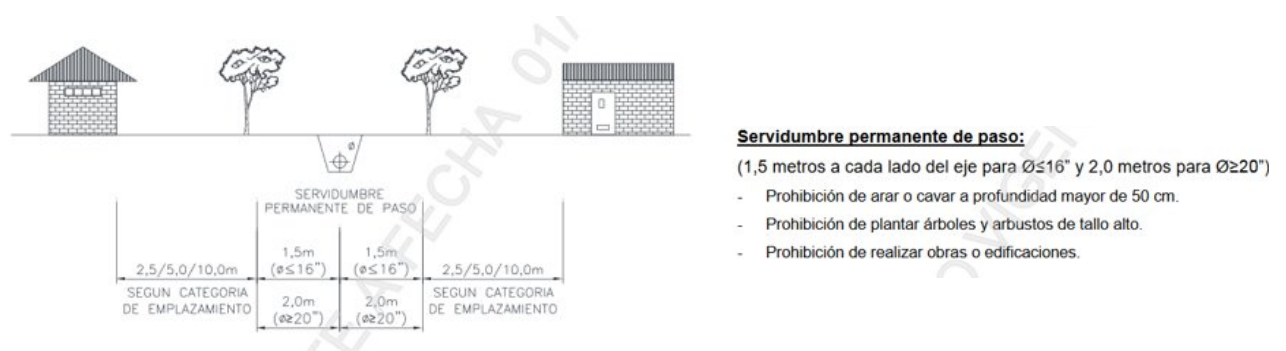 FECHA 01/
SERVIDUMBRE
PERMANENTE DE PASO
1,5m
(ø≤16")
1,5m
(ø≤16")
2,5/5,0/10,0m
SEGUN CATEGORIA
DE EMPLAZAMIENTO
2,5/5,0/10,0m
SEGUN CATEGORIA
DE EMPLAZAMIENTO
2,0m
(ø≥20")
2,0m
(ø≥20")
ø
Servidumbre permanente de paso:
(1,5 metros a cada lado del eje para Ø≤16” y 2,0 metros para Ø≥20”)
- Prohibición de arar o cavar a profundidad mayor de 50 cm.
- Prohibición de plantar árboles y arbustos de tallo alto.
- Prohibición de realizar obras o edificaciones.